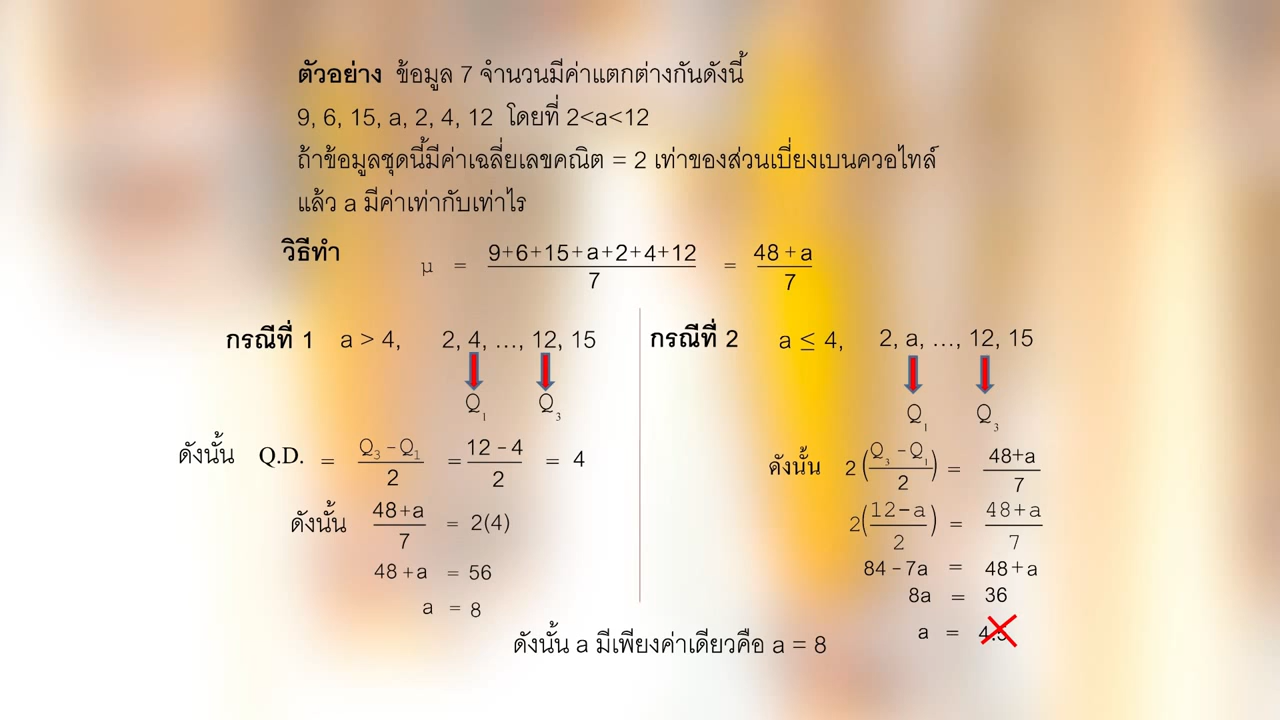 ตัวอย่าง ข้อมูล 7 จำนวนมีค่าแตกต่างกันดังนี้
9, 6, 15, a, 2, 4, 12 โดยที่ 2<a<12
ถ้าข้อมูลชุดนี้มีค่าเฉลี่ยเลขคณิต = 2 เท่าของส่วนเบี่ยงเบนควอไทล์
แล้ว a มีค่าเท่ากับเท่าไร
วิธีทำ μ = (9+6+15+a+2+4+12)/7 = (48+a)/7
กรณีที่ 1 a > 4, 2, 4, ..., 12, 15
Q₁ Q₃
ดังนั้น Q.D. = (Q₃ – Q₁)/2 = (12 – 4)/2 = 4
ดังนั้น (48+a)/7 = 2(4)
48 + a = 56
a = 8
กรณีที่ 2 a ≤ 4, 2, a, ..., 12, 15
Q₁ Q₃
ดังนั้น 2((Q₃ – Q₁)/2) = (48+a)/7
2((12–a)/2) = (48+a)/7
84 – 7a = 48 + a
8a = 36
a = 4.5
ดังนั้น a มีเพียงค่าเดียวคือ a = 8